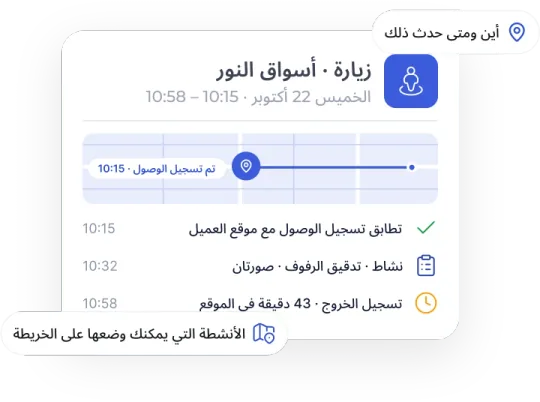 أين ومتى حدث ذلك
زيارة · أسواق النور
الخميس 22 أكتوبر · 10:15 – 10:58
تم تسجيل الوصول · 10:15
تطابق تسجيل الوصول مع موقع العميل 10:15
نشاط · تدقيق الرفوف · صورتان 10:32
تسجيل الخروج · 43 دقيقة في الموقع 10:58
الأنشطة التي يمكنك وضعها على الخريطة